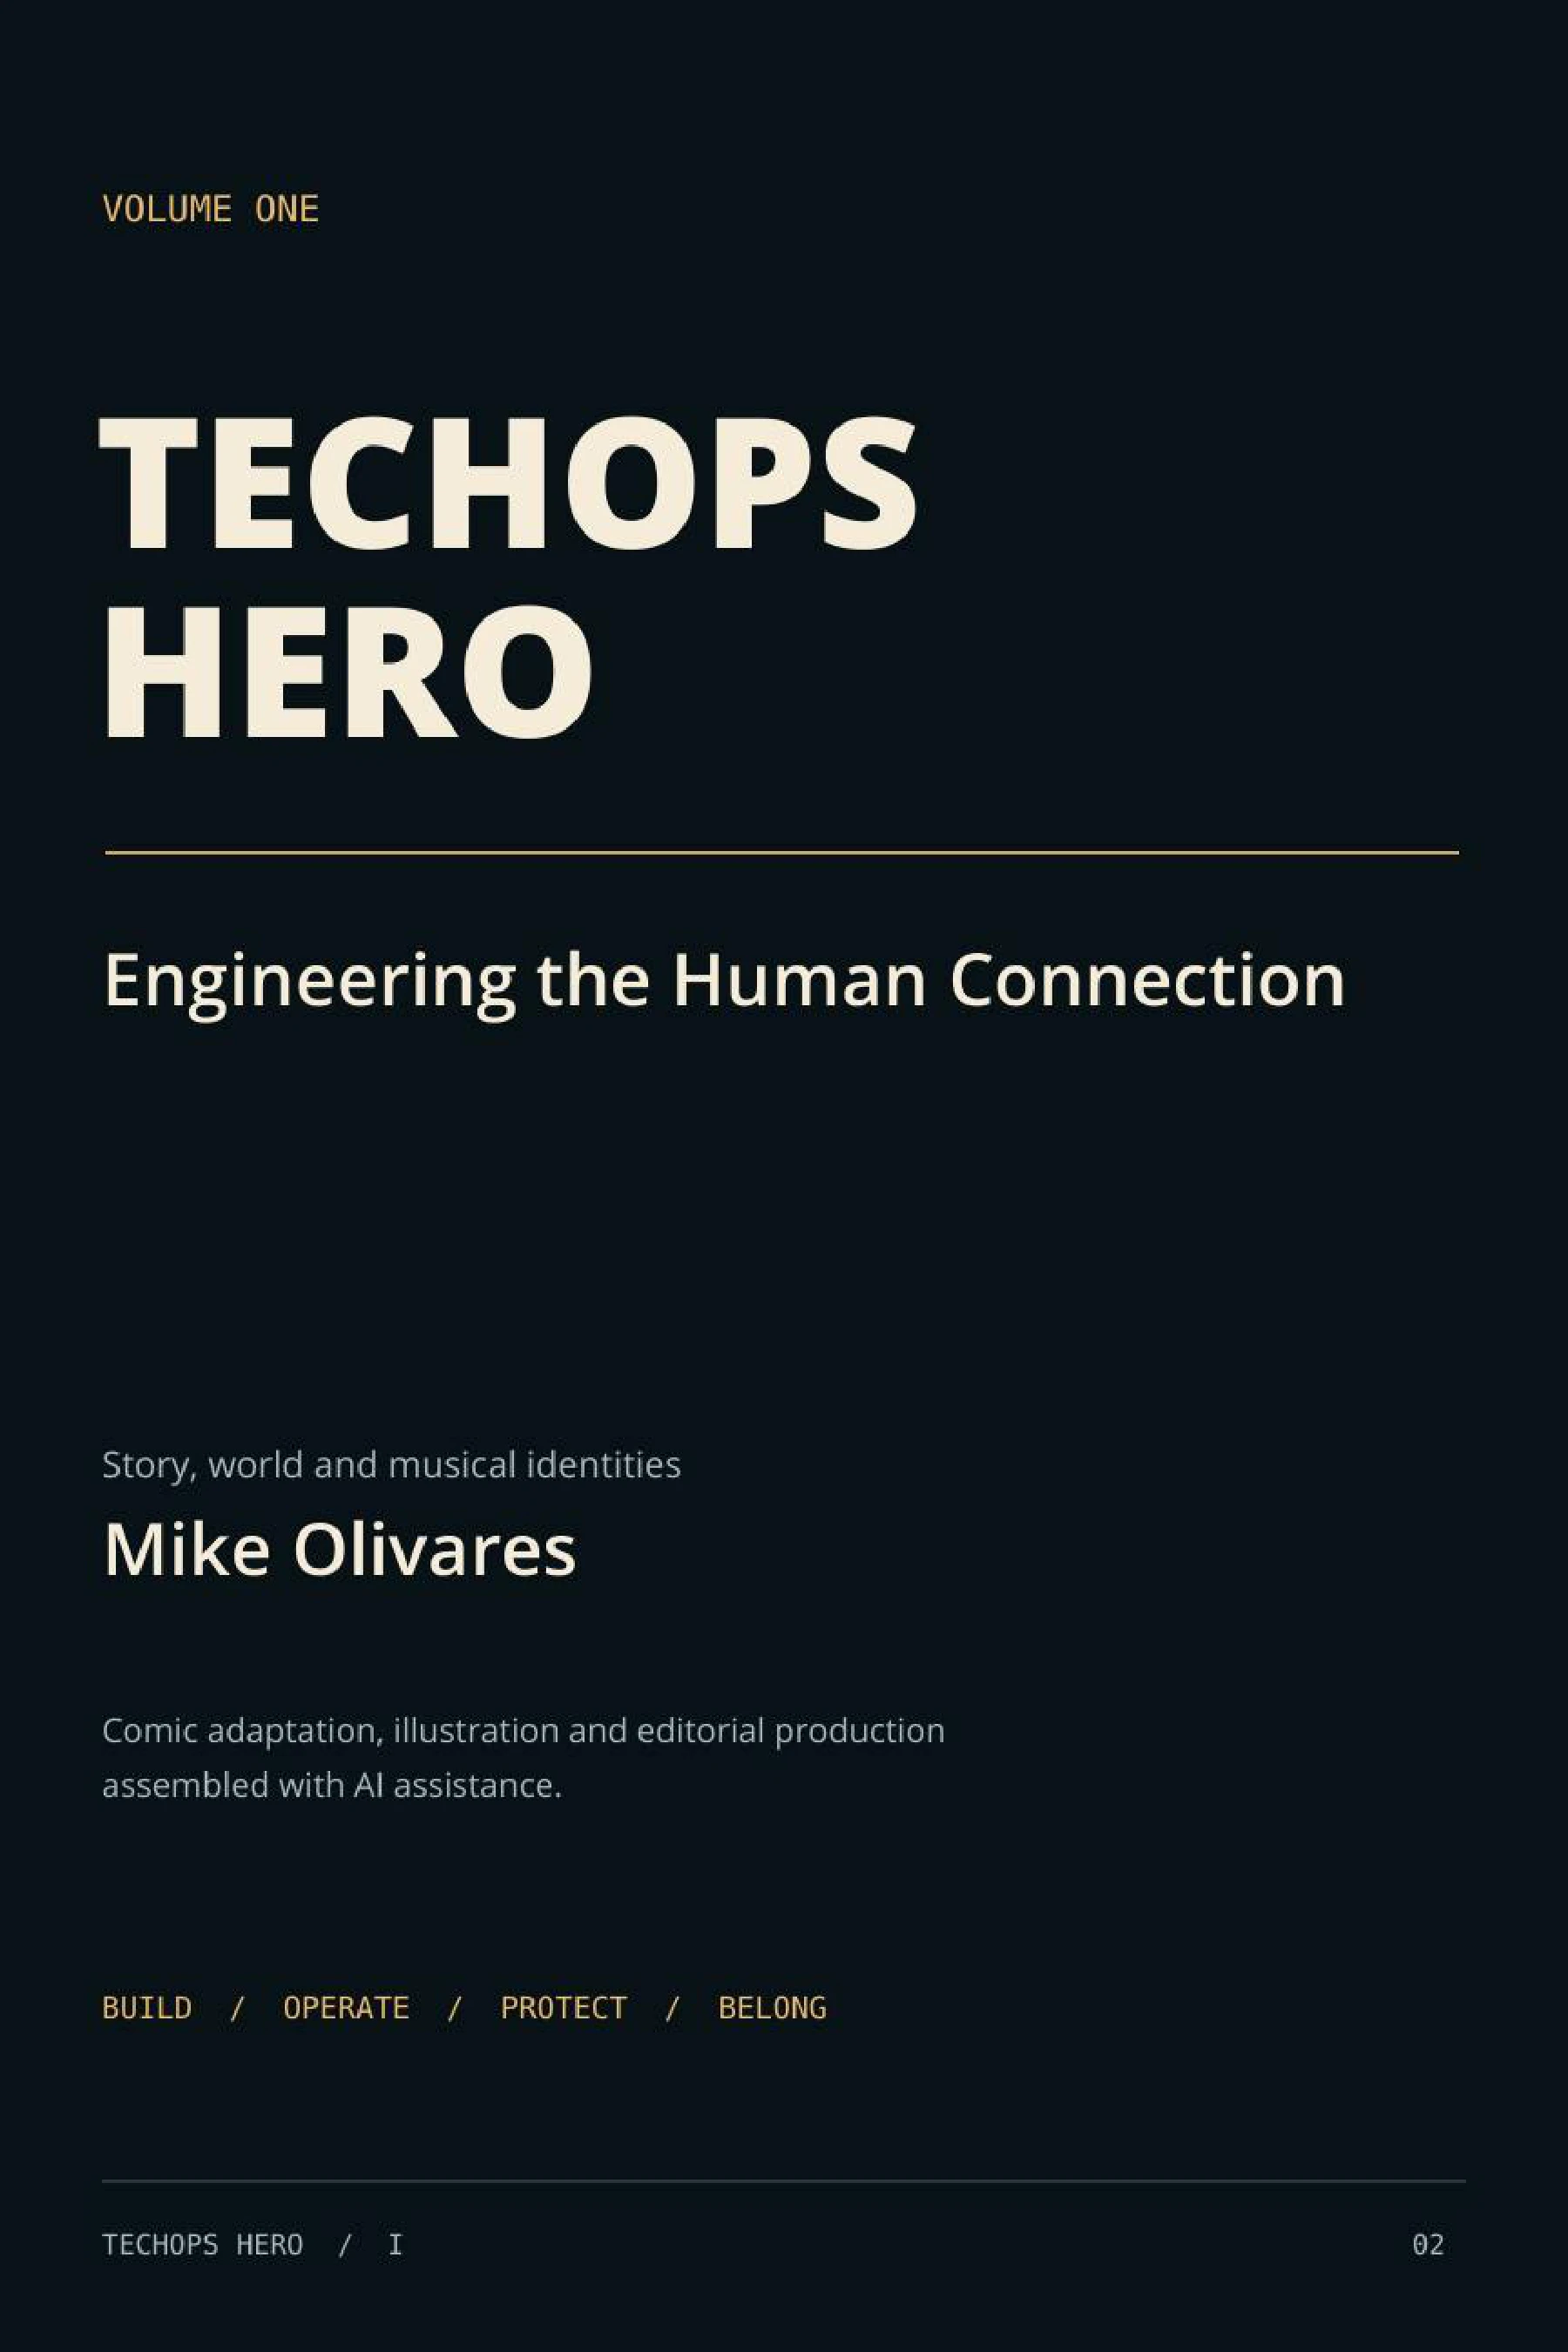 VOLUME ONE
TECHOPS
HERO
Engineering the Human Connection
Story, world and musical identities
Mike Olivares
Comic adaptation, illustration and editorial production
assembled with AI assistance.
BUILD / OPERATE / PROTECT / BELONG
TECHOPS HERO / I
02